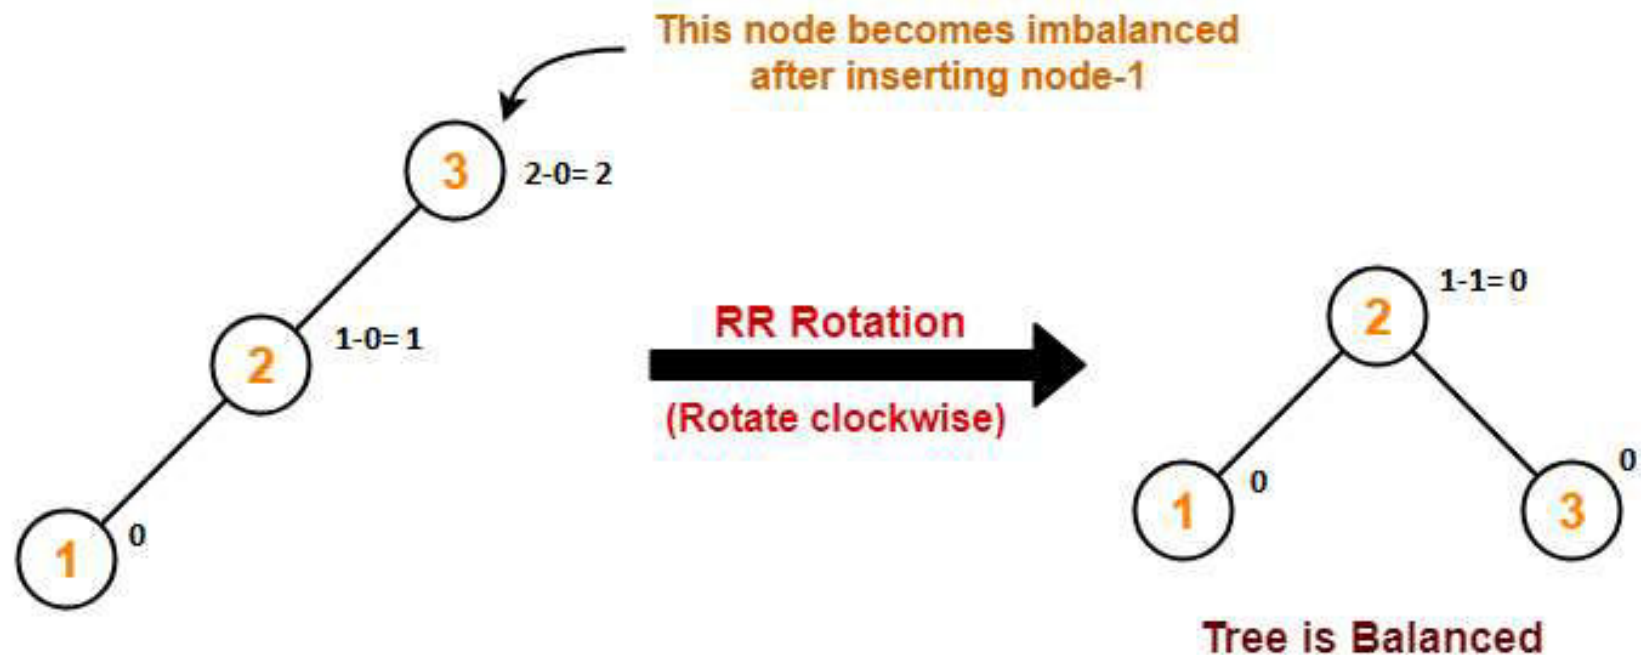 This node becomes imbalanced
after inserting node-1
3
2-0= 2
2
1-0= 1
1
0
RR Rotation
(Rotate clockwise)
2
1-1= 0
1
0
3
0
Tree is Balanced